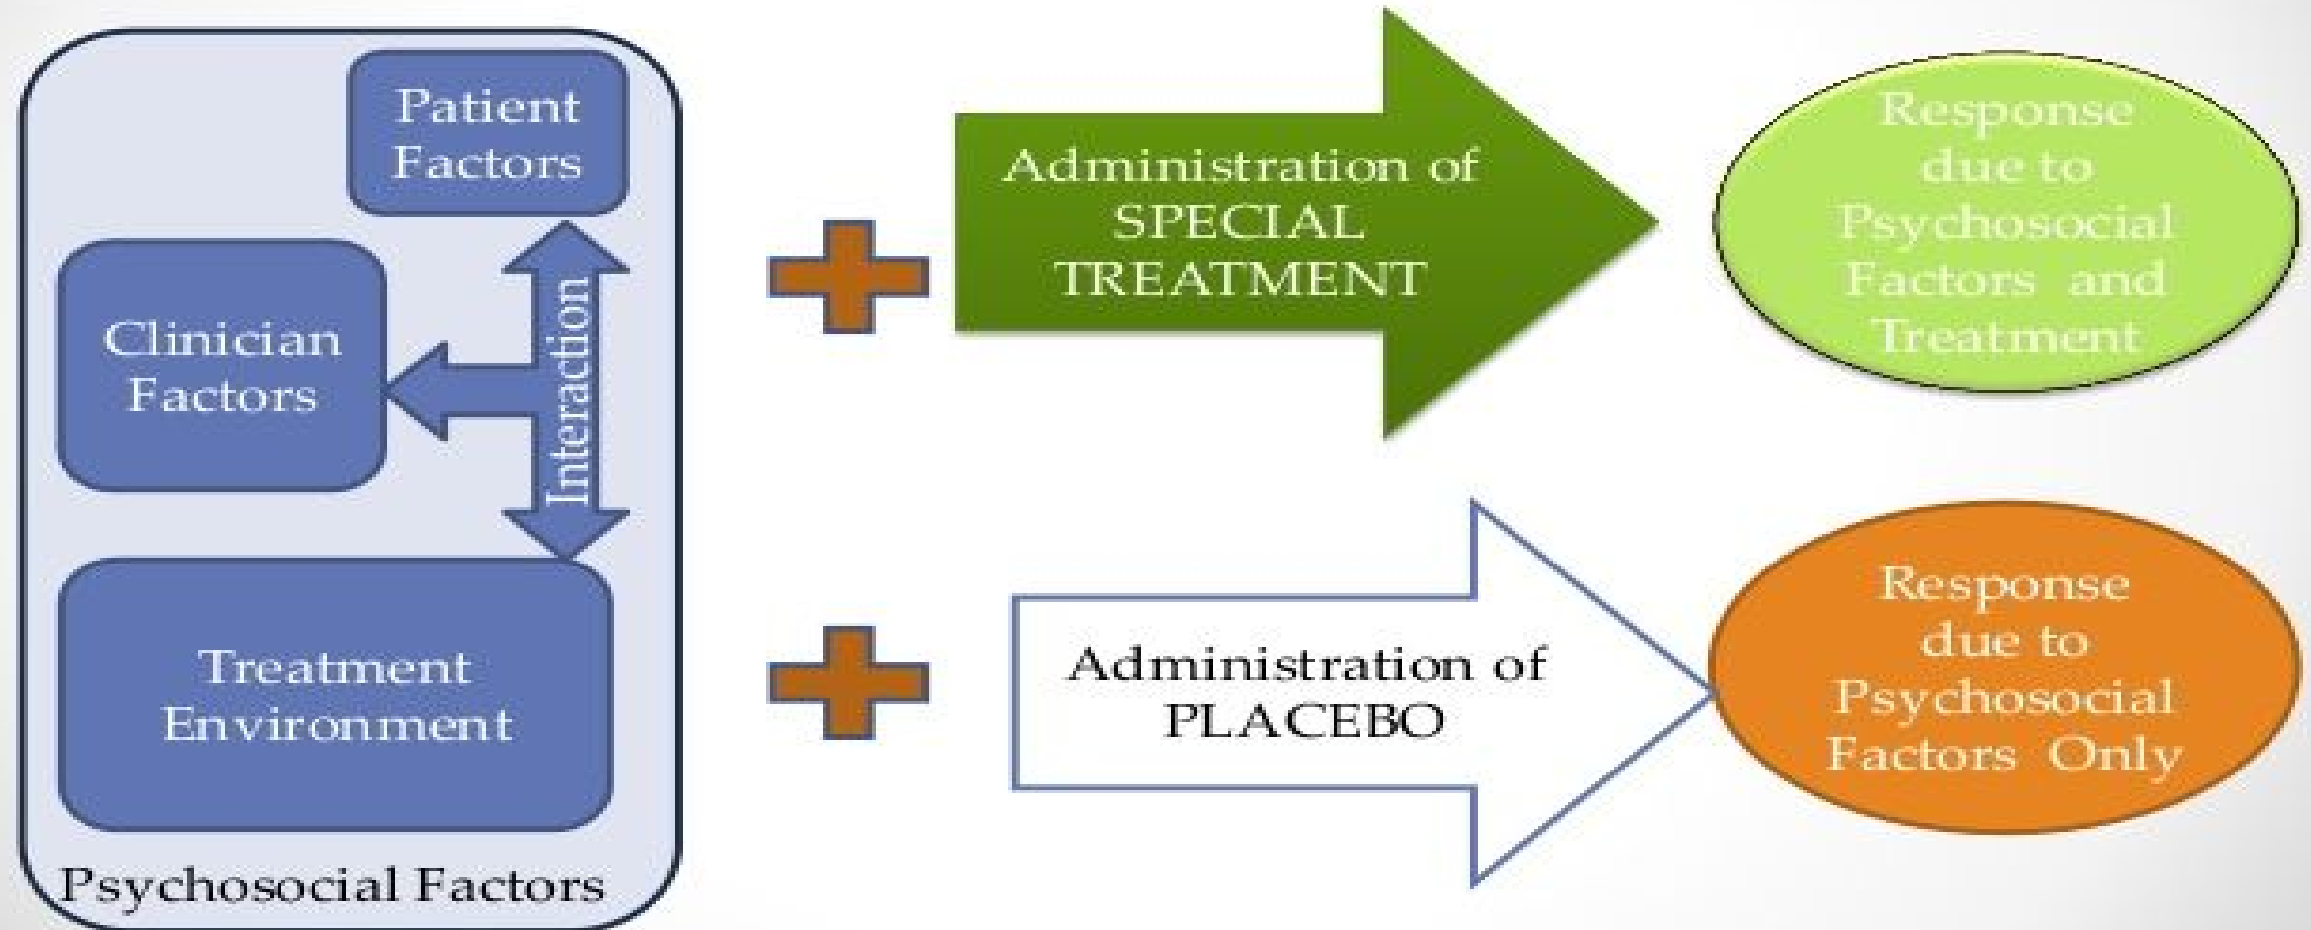 Patient
Factors
Clinician
Factors
Interaction
Treatment
Environment
Psychosocial Factors
Administration of
SPECIAL
TREATMENT
Response
due to
Psychosocial
Factors and
Treatment
Administration of
PLACEBO
Response
due to
Psychosocial
Factors Only